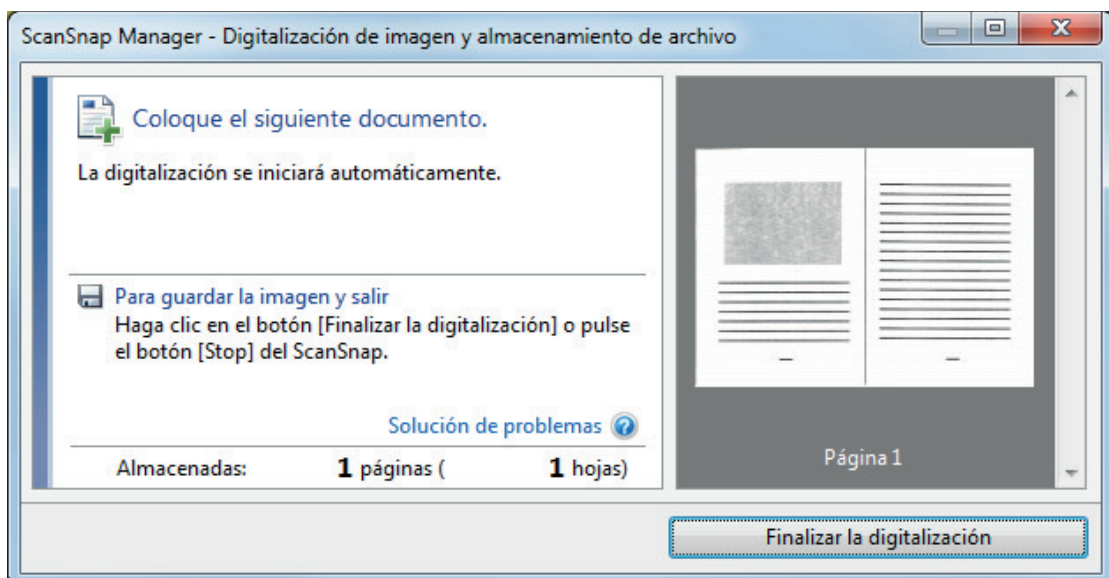 ScanSnap Manager - Digitalización de imagen y almacenamiento de archivo
Coloque el siguiente documento.
La digitalización se iniciará automáticamente.
Para guardar la imagen y salir
Haga clic en el botón [Finalizar la digitalización] o pulse
el botón [Stop] del ScanSnap.
Solución de problemas
Almacenadas: 1 páginas ( 1 hojas)
Página 1
Finalizar la digitalización